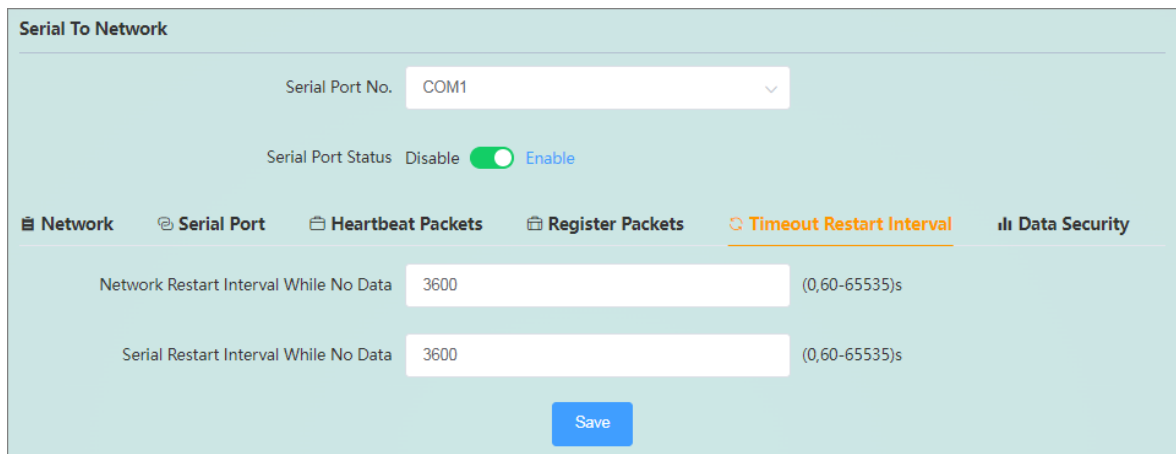 Serial To Network
Serial Port No. COM1
Serial Port Status Disable Enable
Network Serial Port Heartbeat Packets Register Packets Timeout Restart Interval Data Security
Network Restart Interval While No Data 3600 (0,60-65535)s
Serial Restart Interval While No Data 3600 (0,60-65535)s
Save